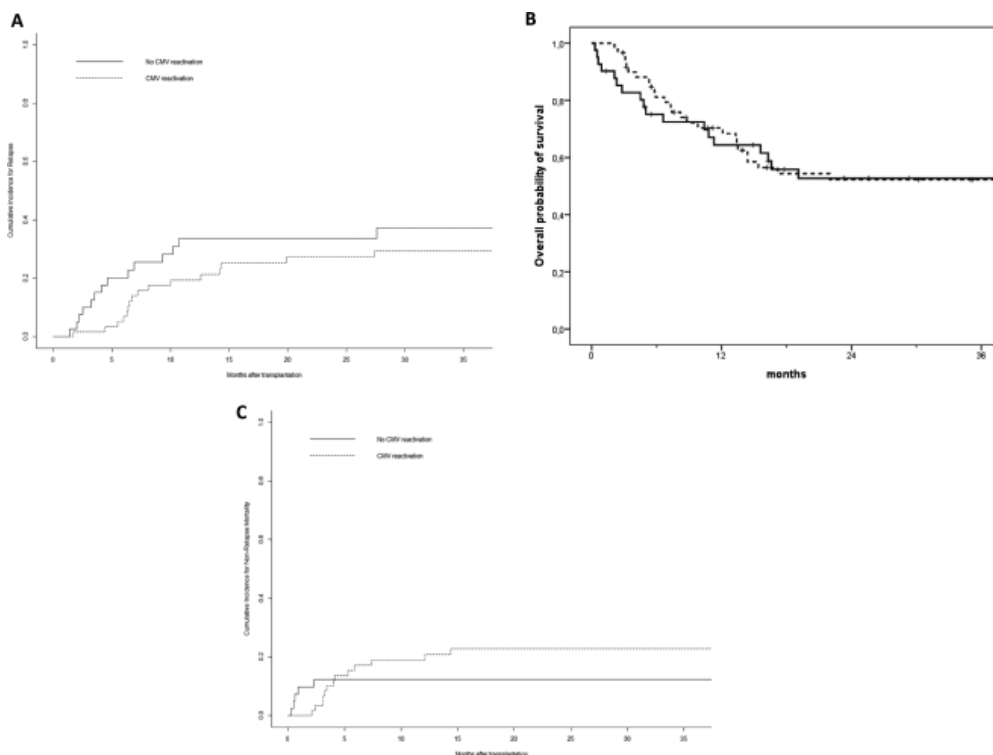 A
No CMV reactivation
CMV reactivation
Cumulative Incidence for Relapse
1.0
0.8
0.6
0.4
0.2
0.0
0 5 10 15 20 25 30 35
Months after transplantation
B
Overall probability of survival
1,0
0,8
0,6
0,4
0,2
0,0
0 12 24 36
months
C
No CMV reactivation
CMV reactivation
Cumulative Incidence for Non-Relapse Mortality
1.0
0.8
0.6
0.4
0.2
0.0
0 5 10 15 20 25 30 35
Months after transplantation